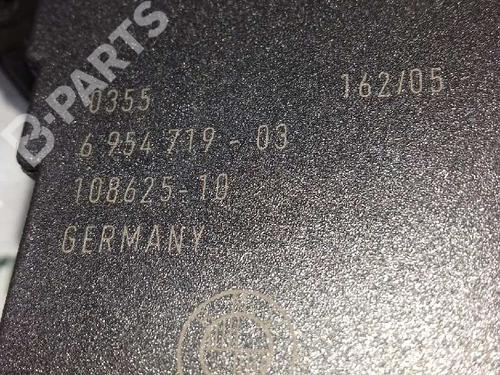 0355 162/05
6 954 719 - 03
108625-10
GERMANY
B-PARTS